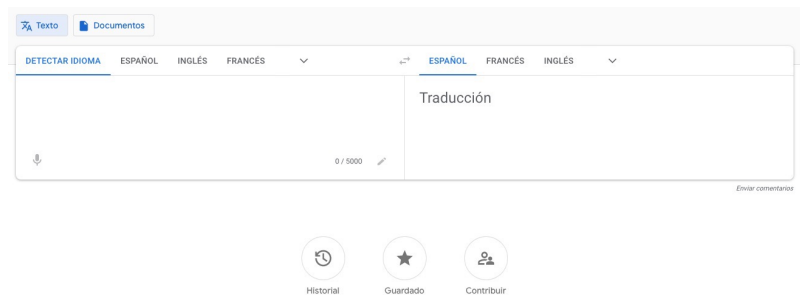 Texto Documentos
DETECTAR IDIOMA ESPAÑOL INGLÉS FRANCÉS ESPAÑOL FRANCÉS INGLÉS
Traducción
0 / 5000
Enviar comentarios
Historial Guardado Contribuir